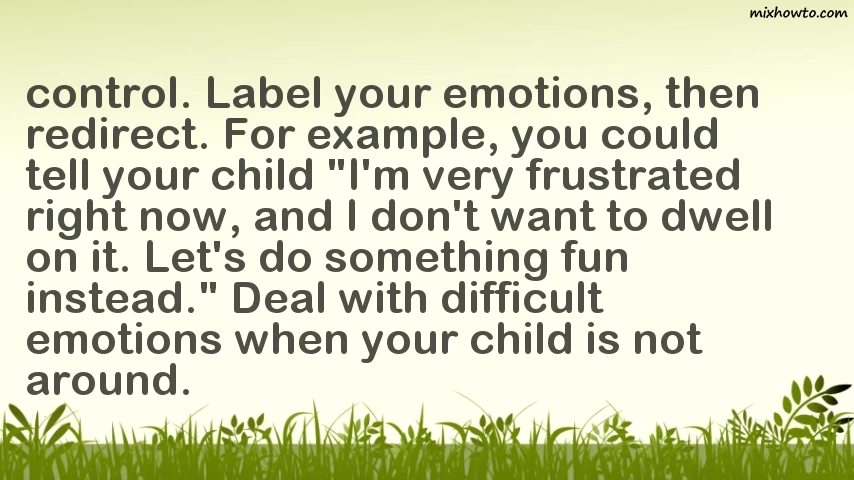 mixhowto.com
control. Label your emotions, then
redirect. For example, you could
tell your child "I'm very frustrated
right now, and I don't want to dwell
on it. Let's do something fun
instead." Deal with difficult
emotions when your child is not
around.